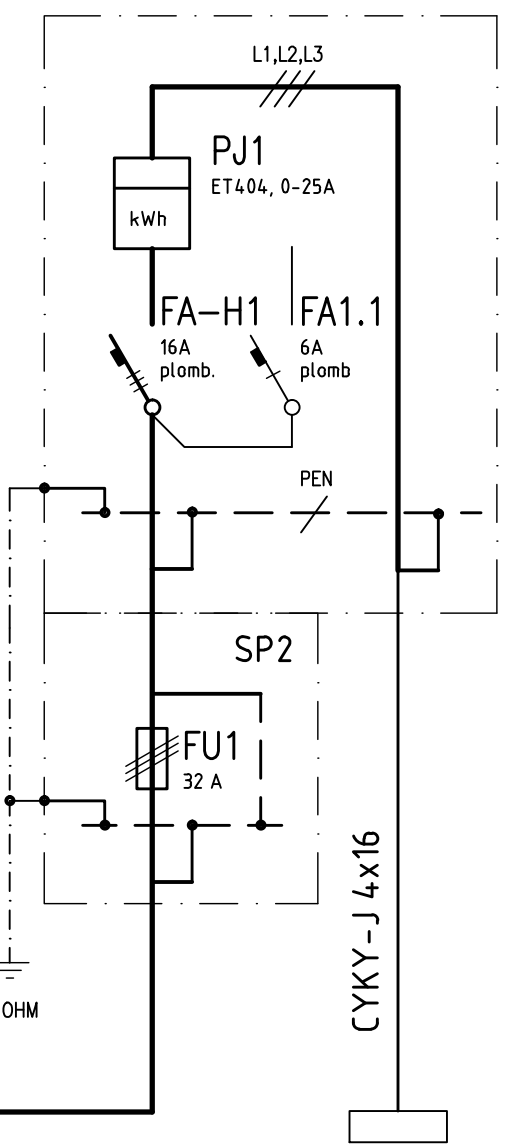 L1,L2,L3
PJ1
ET404, 0-25A
kWh
FA-H1
16A
plomb.
FA1.1
6A
plomb
PEN
SP2
FU1
32 A
CYKY-J 4x16
OHM